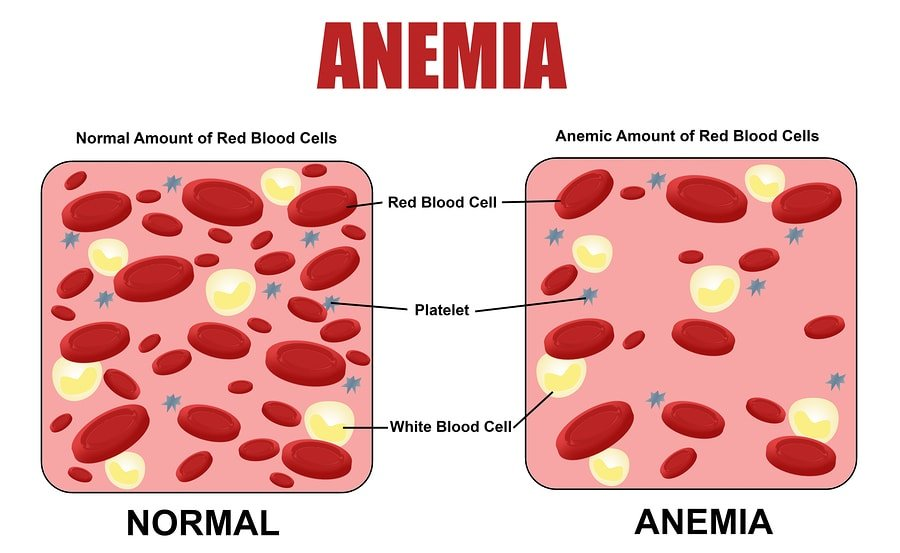 ANEMIA
Normal Amount of Red Blood Cells
Anemic Amount of Red Blood Cells
Red Blood Cell
Platelet
White Blood Cell
NORMAL
ANEMIA